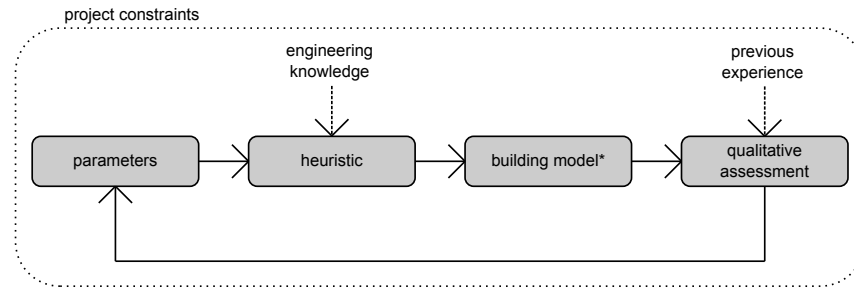 project constraints
engineering
knowledge
previous
experience
parameters
heuristic
building model*
qualitative
assessment